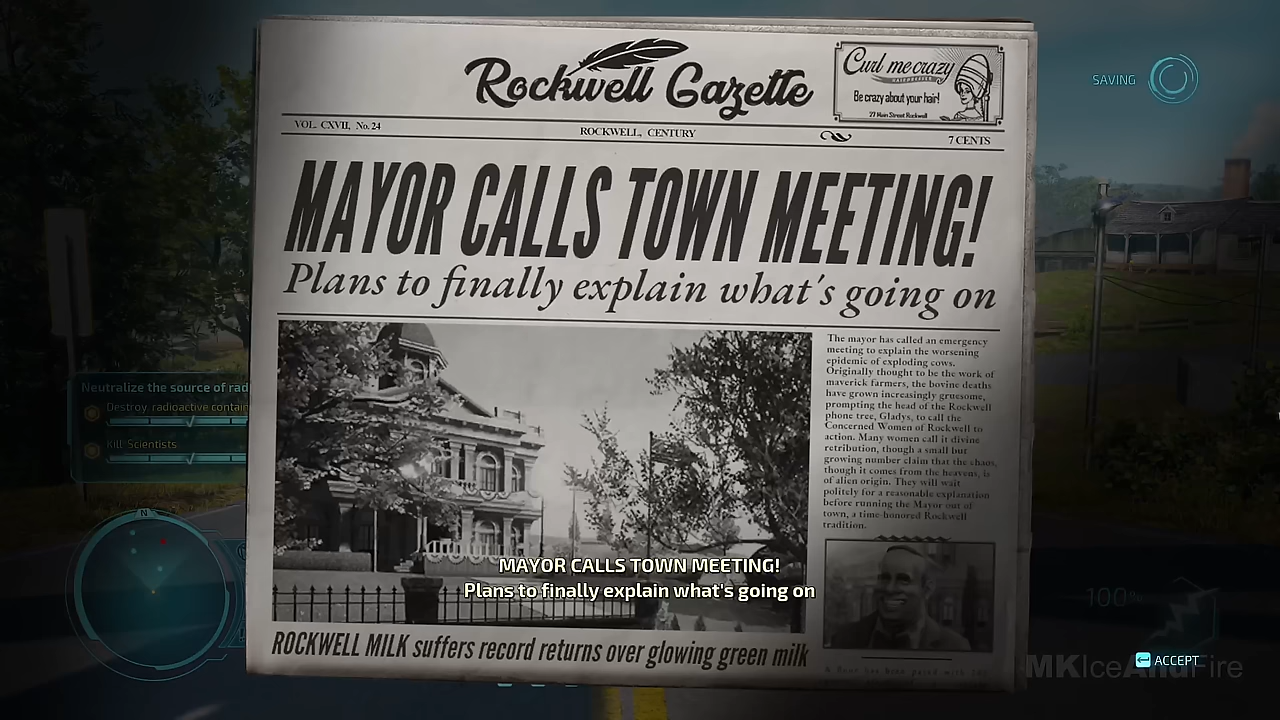 Rockwell Gazette
Curl me crazy
HAIRDRESSER
Be crazy about your hair!
27 Main Street Rockwell
SAVING
VOL. CXVII, No. 24
ROCKWELL, CENTURY
7 CENTS
MAYOR CALLS TOWN MEETING!
Plans to finally explain what's going on
The mayor has called an emergency
meeting to explain the worsening
epidemic of exploding cows.
Originally thought to be the work of
maverick farmers, the bovine deaths
have grown increasingly gruesome,
prompting the head of the Rockwell
phone tree, Gladys, to call the
Concerned Women of Rockwell to
action. Many women call it divine
retribution, though a small but
growing number claim that the chaos,
though it comes from the heavens, is
of alien origin. They will wait
politely for a reasonable explanation
before running the Mayor out of
town, a time-honored Rockwell
tradition.
Neutralize the source of rad
Destroy radioactive contain
Kill Scientists
N
MAYOR CALLS TOWN MEETING!
Plans to finally explain what's going on
ROCKWELL MILK suffers record returns over glowing green milk
100%
ACCEPT
MKIceAndFire